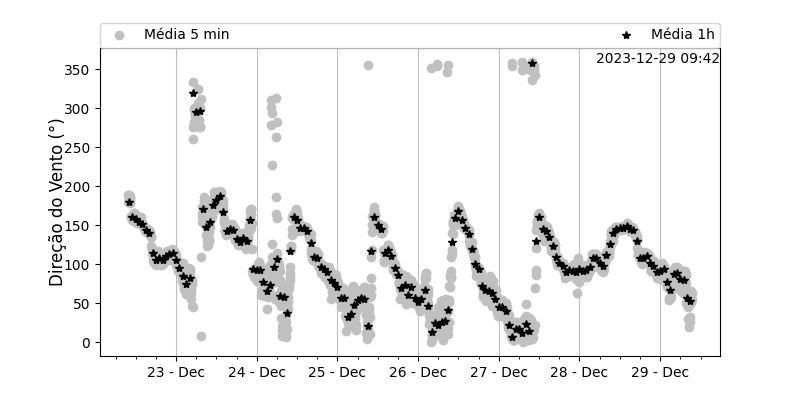 Média 5 min
Média 1h
2023-12-29 09:42
Direção do Vento (°)
350
300
250
200
150
100
50
0
23 - Dec
24 - Dec
25 - Dec
26 - Dec
27 - Dec
28 - Dec
29 - Dec